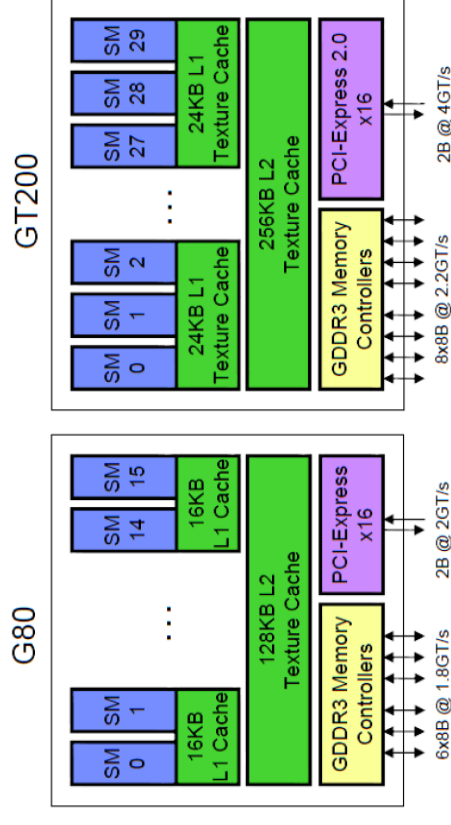 G80
SM
0
SM
1
...
SM
14
SM
15
16KB
L1 Cache
16KB
L1 Cache
128KB L2
Texture Cache
GDDR3 Memory
Controllers
PCI-Express
x16
6x8B @ 1.8GT/s
2B @ 2GT/s
GT200
SM
0
SM
1
SM
2
...
SM
27
SM
28
SM
29
24KB L1
Texture Cache
24KB L1
Texture Cache
256KB L2
Texture Cache
GDDR3 Memory
Controllers
PCI-Express 2.0
x16
8x8B @ 2.2GT/s
2B @ 4GT/s